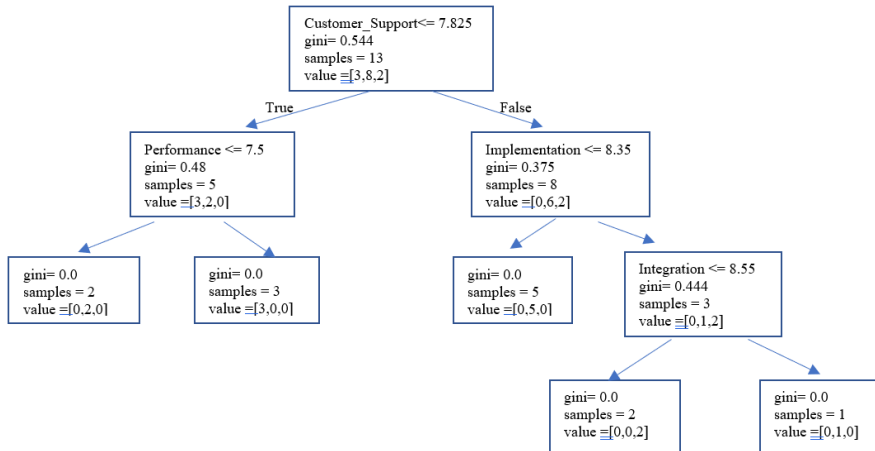 Customer_Support<= 7.825
gini= 0.544
samples = 13
value =[3,8,2]
True
False
Performance <= 7.5
gini= 0.48
samples = 5
value =[3,2,0]
Implementation <= 8.35
gini= 0.375
samples = 8
value =[0,6,2]
gini= 0.0
samples = 2
value =[0,2,0]
gini= 0.0
samples = 3
value =[3,0,0]
gini= 0.0
samples = 5
value =[0,5,0]
Integration <= 8.55
gini= 0.444
samples = 3
value =[0,1,2]
gini= 0.0
samples = 2
value =[0,0,2]
gini= 0.0
samples = 1
value =[0,1,0]